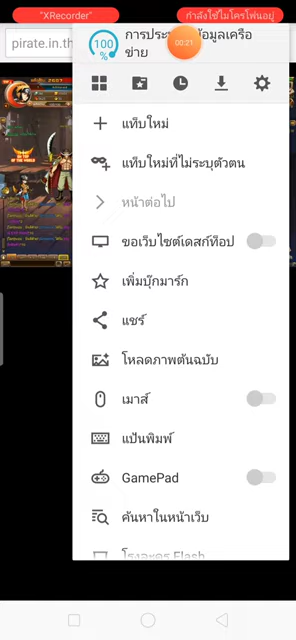 "XRecorder"
กำลังใช้ไมโครโฟนอยู่
pirate.in.th
100
%
00:21
ข้อมูลเครือ
ข่าย
แท็บใหม่
แท็บใหม่ที่ไม่ระบุตัวตน
หน้าต่อไป
ขอเว็บไซต์เดสก์ท็อป
เพิ่มบุ๊กมาร์ก
แชร์
โหลดภาพต้นฉบับ
เมาส์
แป้นพิมพ์
GamePad
ค้นหาในหน้าเว็บ
โรงละคร Flash